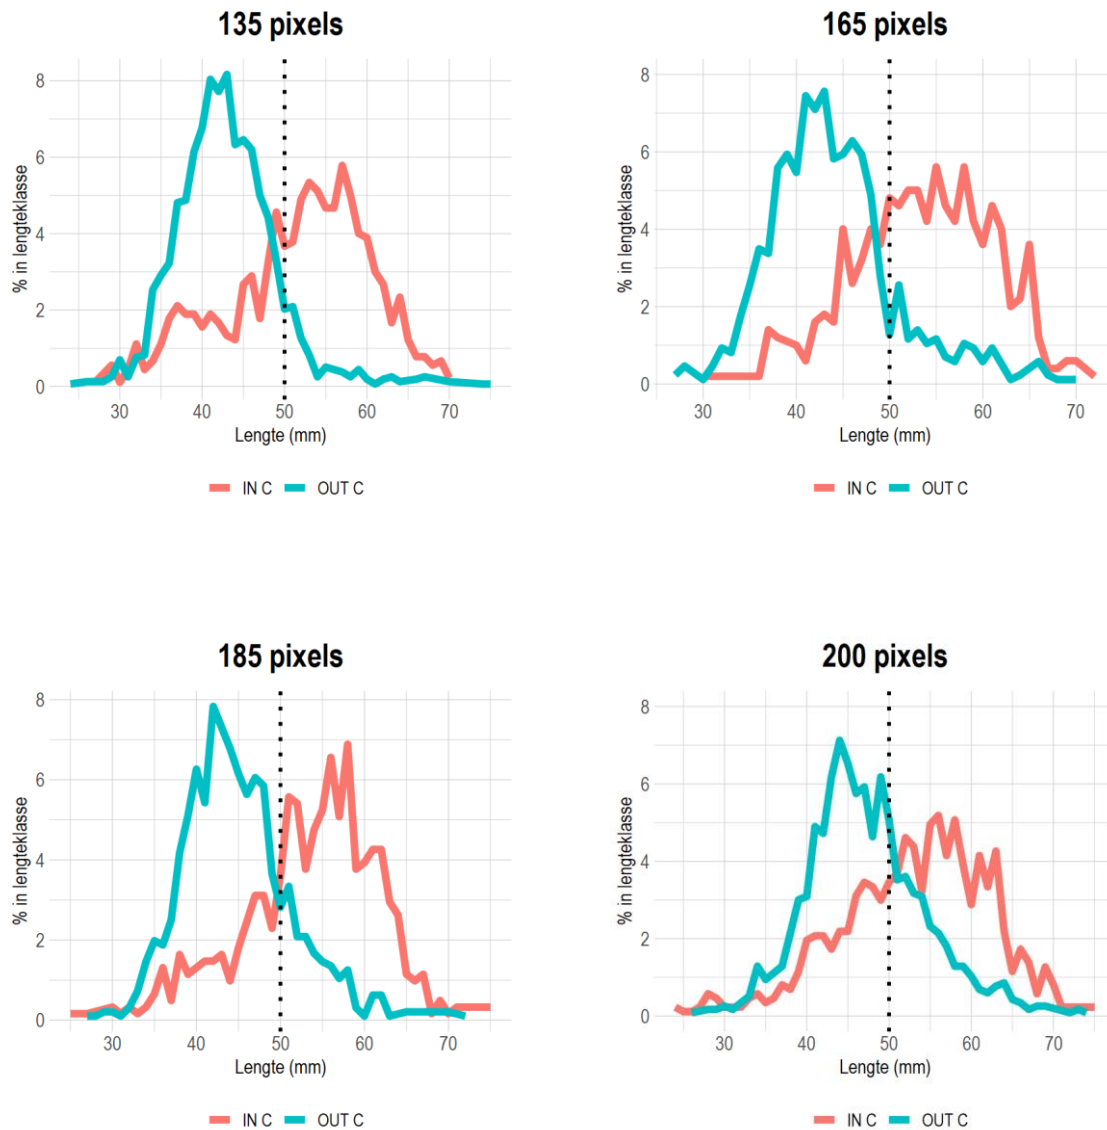 135 pixels
% in lengteklasse
8
6
4
2
0
30 40 50 60 70
Lengte (mm)
IN C OUT C
165 pixels
% in lengteklasse
8
6
4
2
0
30 40 50 60 70
Lengte (mm)
IN C OUT C
185 pixels
% in lengteklasse
8
6
4
2
0
30 40 50 60 70
Lengte (mm)
IN C OUT C
200 pixels
% in lengteklasse
8
6
4
2
0
30 40 50 60 70
Lengte (mm)
IN C OUT C